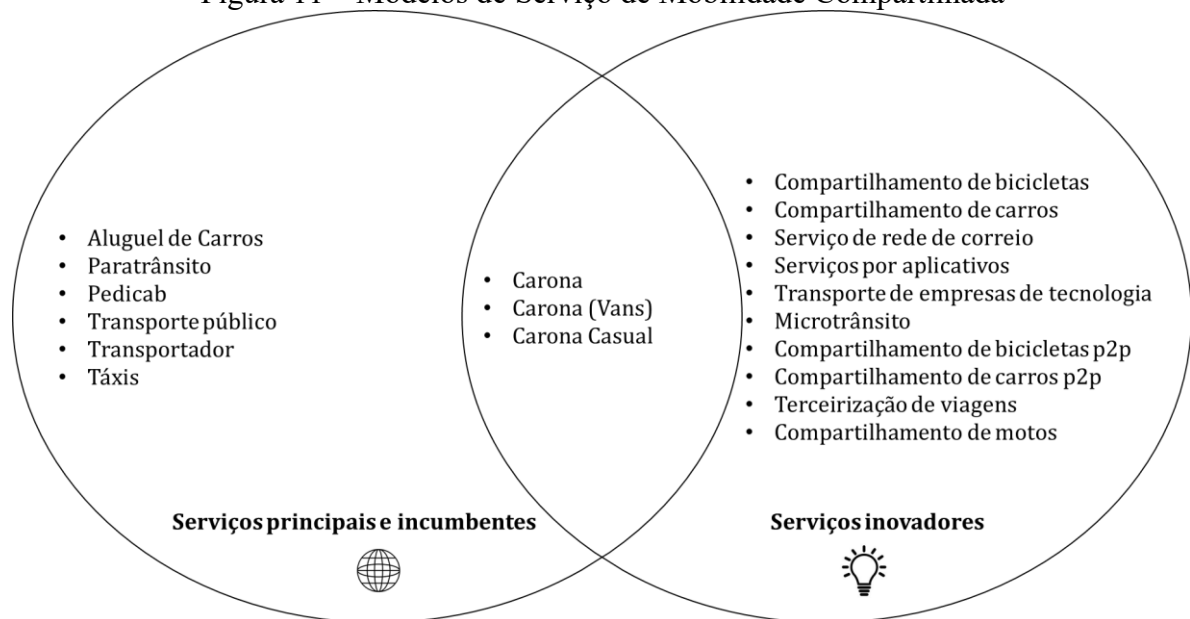 Figura 11 – Modelos de Serviço de Mobilidade Compartilhada
• Aluguel de Carros
• Paratrânsito
• Pedicab
• Transporte público
• Transportador
• Táxis
• Carona
• Carona (Vans)
• Carona Casual
• Compartilhamento de bicicletas
• Compartilhamento de carros
• Serviço de rede de correio
• Serviços por aplicativos
• Transporte de empresas de tecnologia
• Microtrânsito
• Compartilhamento de bicicletas p2p
• Compartilhamento de carros p2p
• Terceirização de viagens
• Compartilhamento de motos
Serviços principais e incumbentes
Serviços inovadores